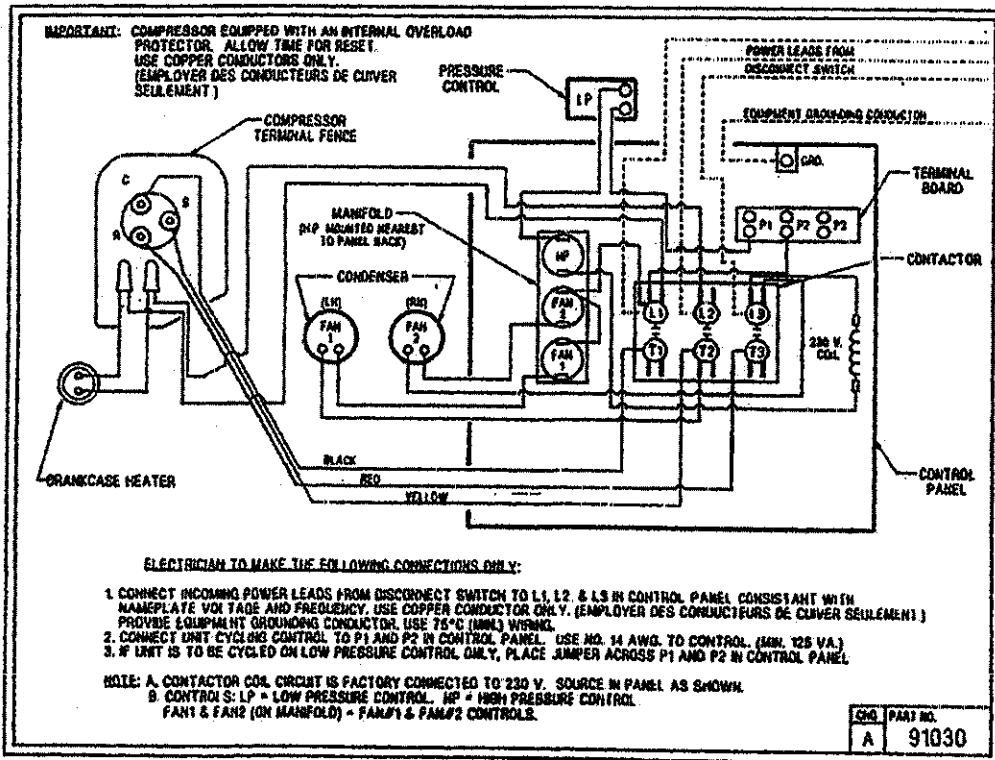 IMPORTANT: COMPRESSOR EQUIPPED WITH AN INTERNAL OVERLOAD
PROTECTOR. ALLOW TIME FOR RESET.
USE COPPER CONDUCTORS ONLY.
(EMPLOYER DES CONDUCTEURS DE CUIVER
SEULEMENT)
PRESSURE
CONTROL
LP
POWER LEADS FROM
DISCONNECT SWITCH
EQUIPMENT GROUNDING CONDUCTOR
COMPRESSOR
TERMINAL FENCE
GRD.
TERMINAL
BOARD
C
S
R
MANIFOLD
(H.P. MOUNTED NEAREST
TO PANEL BACK)
P1 P2 P3
HP
CONTACTOR
CONDENSER
(LH) (RH)
FAN
1
FAN
2
FAN
2
FAN
1
L1 L2 L3
T1 T2 T3
230 V.
COIL
CRANKCASE HEATER
BLACK
RED
YELLOW
CONTROL
PANEL
ELECTRICIAN TO MAKE THE FOLLOWING CONNECTIONS ONLY:
1. CONNECT INCOMING POWER LEADS FROM DISCONNECT SWITCH TO L1, L2, & L3 IN CONTROL PANEL CONSISTANT WITH
NAMEPLATE VOLTAGE AND FREQUENCY. USE COPPER CONDUCTOR ONLY. (EMPLOYER DES CONDUCTEURS DE CUIVER SEULEMENT)
PROVIDE EQUIPMENT GROUNDING CONDUCTOR. USE 75°C (MIN.) WIRING.
2. CONNECT UNIT CYCLING CONTROL TO P1 AND P2 IN CONTROL PANEL. USE NO. 14 AWG. TO CONTROL. (MIN. 125 VA.)
3. IF UNIT IS TO BE CYCLED ON LOW PRESSURE CONTROL ONLY, PLACE JUMPER ACROSS P1 AND P2 IN CONTROL PANEL
NOTE: A. CONTACTOR COIL CIRCUIT IS FACTORY CONNECTED TO 230 V. SOURCE IN PANEL AS SHOWN.
B. CONTROLS: LP = LOW PRESSURE CONTROL. HP = HIGH PRESSURE CONTROL
FAN1 & FAN2 (ON MANIFOLD) = FAN#1 & FAN#2 CONTROLS.
CHG PART NO.
A 91030